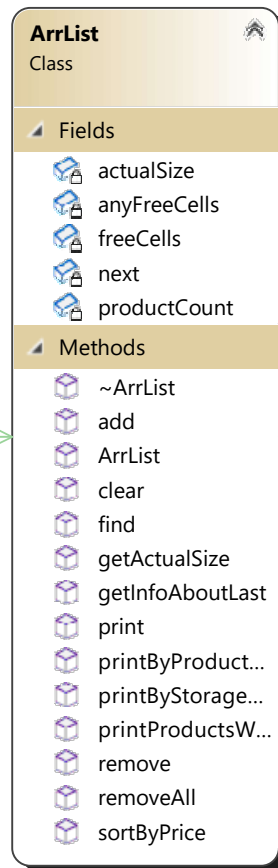 ArrList
Class
Fields
actualSize
anyFreeCells
freeCells
next
productCount
Methods
~ArrList
add
ArrList
clear
find
getActualSize
getInfoAboutLast
print
printByProduct...
printByStorage...
printProductsW...
remove
removeAll
sortByPrice